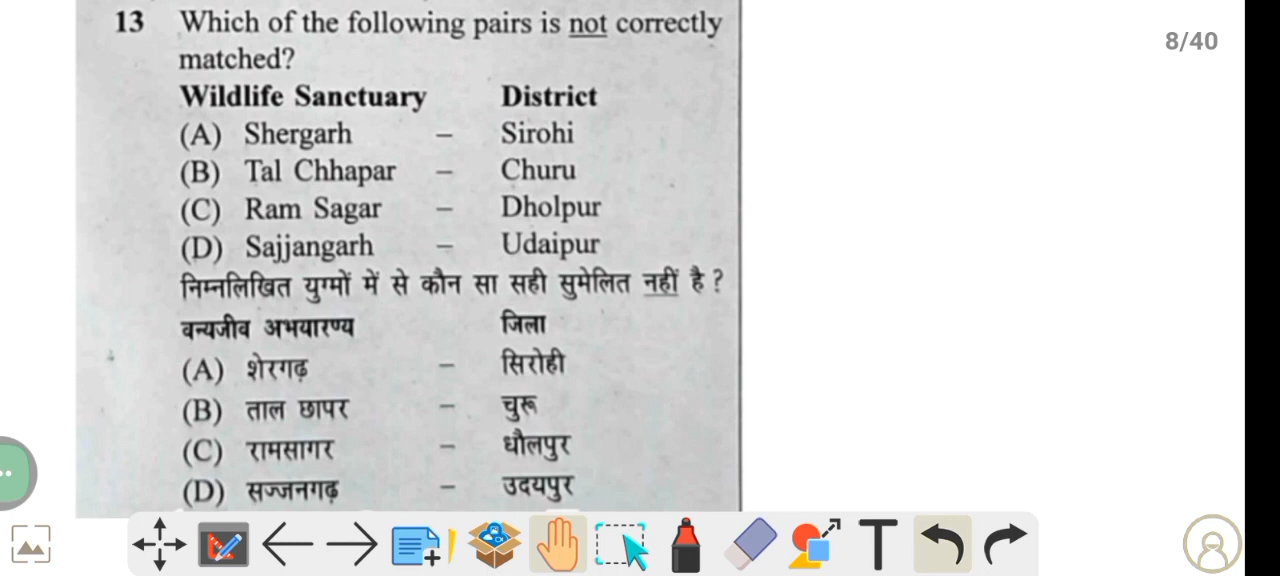 13 Which of the following pairs is not correctly
matched?
Wildlife Sanctuary District
(A) Shergarh – Sirohi
(B) Tal Chhapar – Churu
(C) Ram Sagar – Dholpur
(D) Sajjangarh – Udaipur
निम्नलिखित युग्मों में से कौन सा सही सुमेलित नहीं है ?
वन्यजीव अभयारण्य जिला
(A) शेरगढ़ – सिरोही
(B) ताल छापर – चुरू
(C) रामसागर – धौलपुर
(D) सज्जनगढ़ – उदयपुर
8/40
T